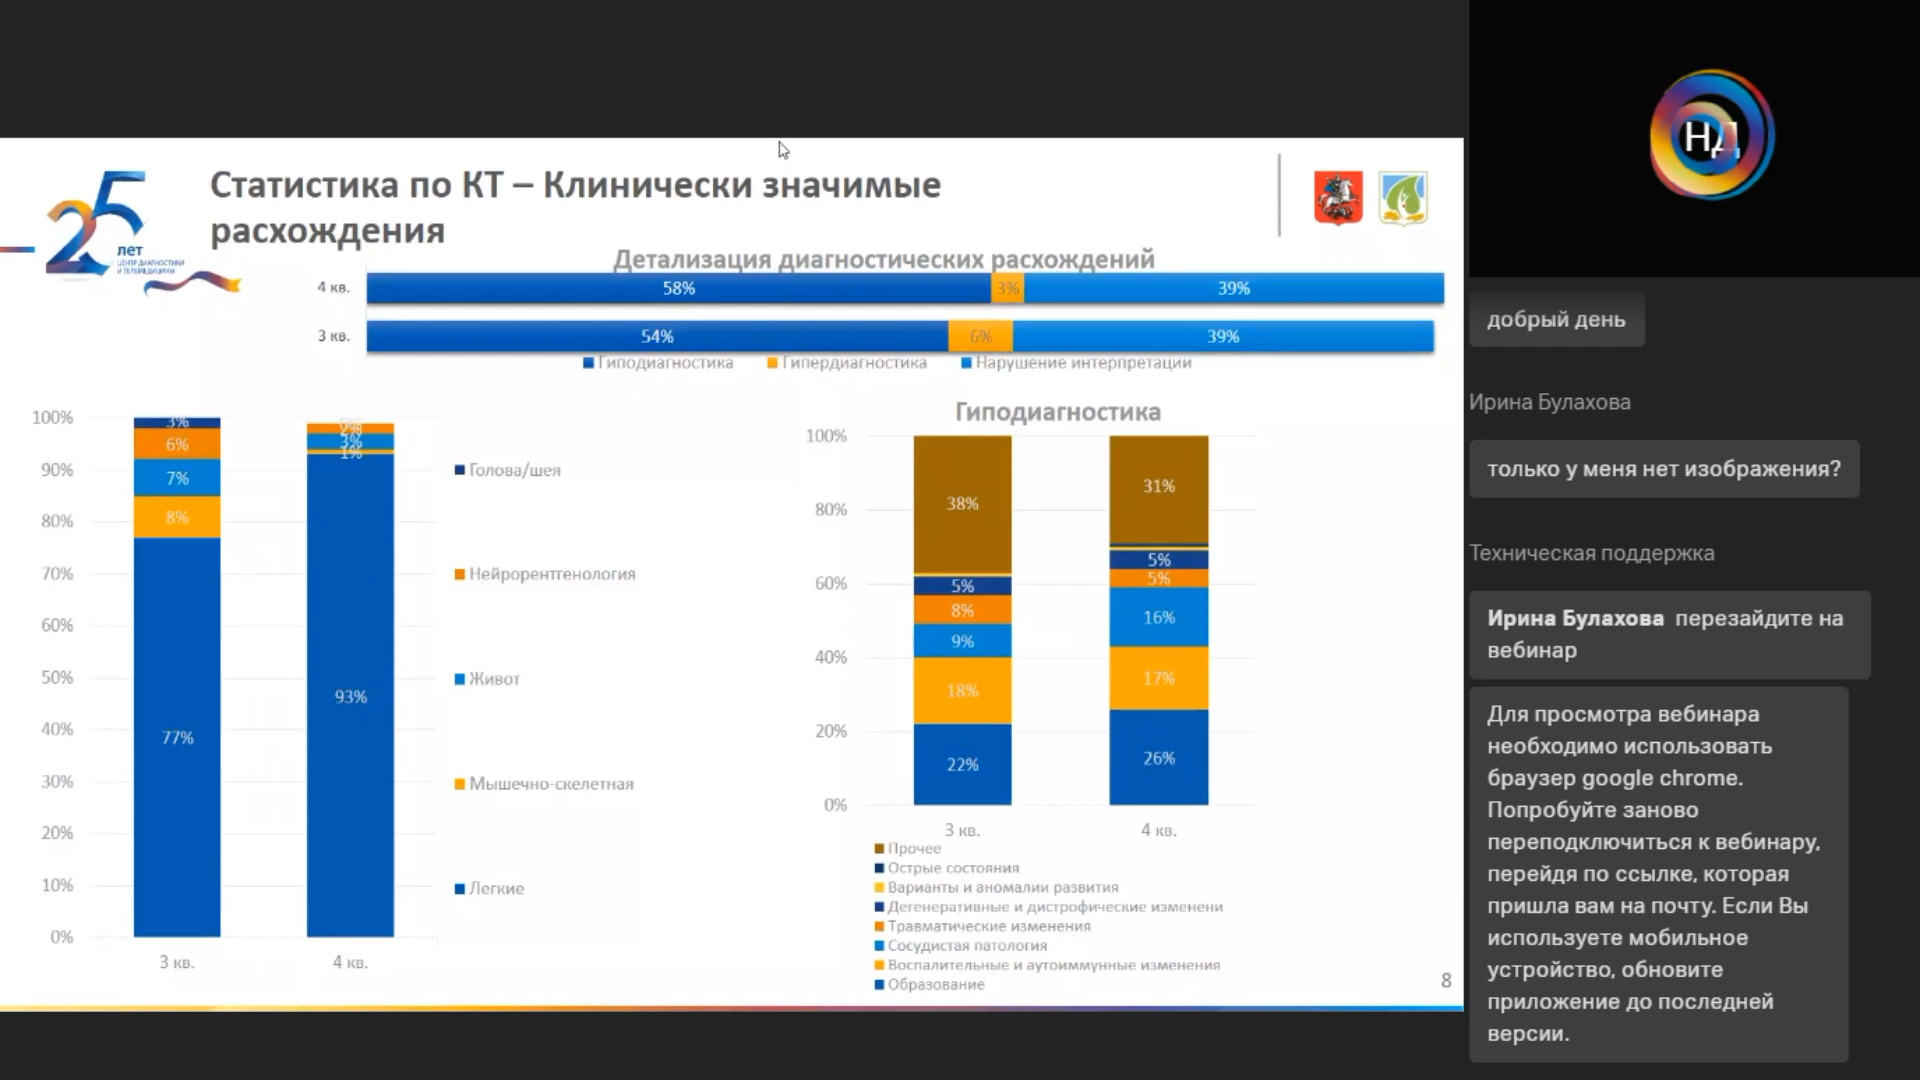 Статистика по КТ – Клинически значимые
расхождения
25
лет
ЦЕНТР ДИАГНОСТИКИ
И ТЕЛЕМЕДИЦИНЫ
Детализация диагностических расхождений
4 кв.
58%
3%
39%
3 кв.
54%
6%
39%
Гиподиагностика
Гипердиагностика
Нарушение интерпретации
100%
90%
80%
70%
60%
50%
40%
30%
20%
10%
0%
3%
6%
7%
8%
77%
0%
2%
3%
1%
93%
3 кв.
4 кв.
Голова/шея
Нейрорентгенология
Живот
Мышечно-скелетная
Легкие
Гиподиагностика
100%
80%
60%
40%
20%
0%
38%
5%
8%
9%
18%
22%
31%
5%
5%
16%
17%
26%
3 кв.
4 кв.
Прочее
Острые состояния
Варианты и аномалии развития
Дегенеративные и дистрофические изменени
Травматические изменения
Сосудистая патология
Воспалительные и аутоиммунные изменения
Образование
8
НД
добрый день
Ирина Булахова
только у меня нет изображения?
Техническая поддержка
Ирина Булахова перезайдите на
вебинар
Для просмотра вебинара
необходимо использовать
браузер google chrome.
Попробуйте заново
переподключиться к вебинару,
перейдя по ссылке, которая
пришла вам на почту. Если Вы
используете мобильное
устройство, обновите
приложение до последней
версии.